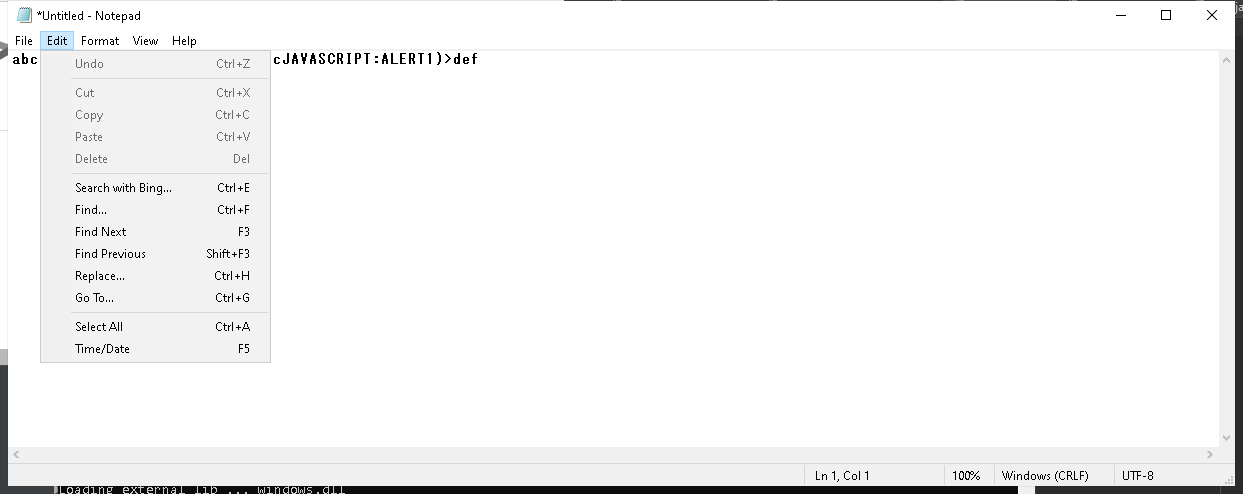 *Untitled - Notepad
File Edit Format View Help
abc cJAVASCRIPT:ALERT1)>def
Undo Ctrl+Z
Cut Ctrl+X
Copy Ctrl+C
Paste Ctrl+V
Delete Del
Search with Bing... Ctrl+E
Find... Ctrl+F
Find Next F3
Find Previous Shift+F3
Replace... Ctrl+H
Go To... Ctrl+G
Select All Ctrl+A
Time/Date F5
Ln 1, Col 1 100% Windows (CRLF) UTF-8
Loading external lib ... windows.dll